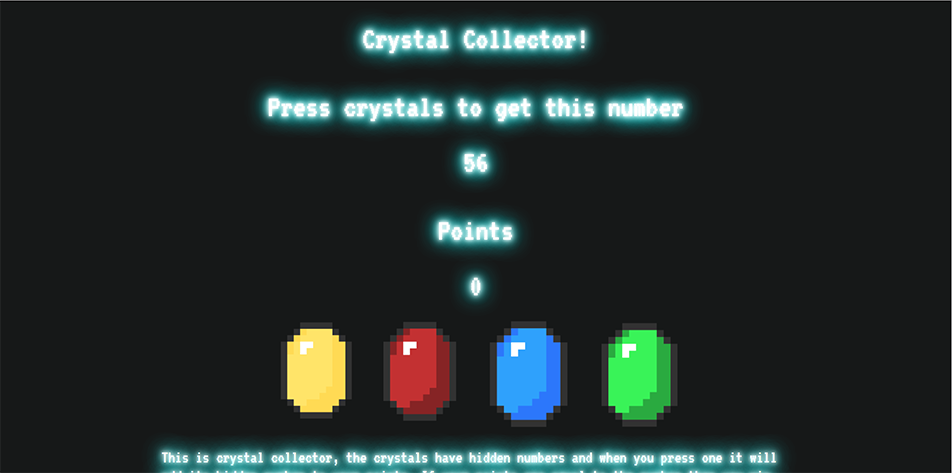 Crystal Collector!
Press crystals to get this number
56
Points
0
This is crystal collector, the crystals have hidden numbers and when you press one it will